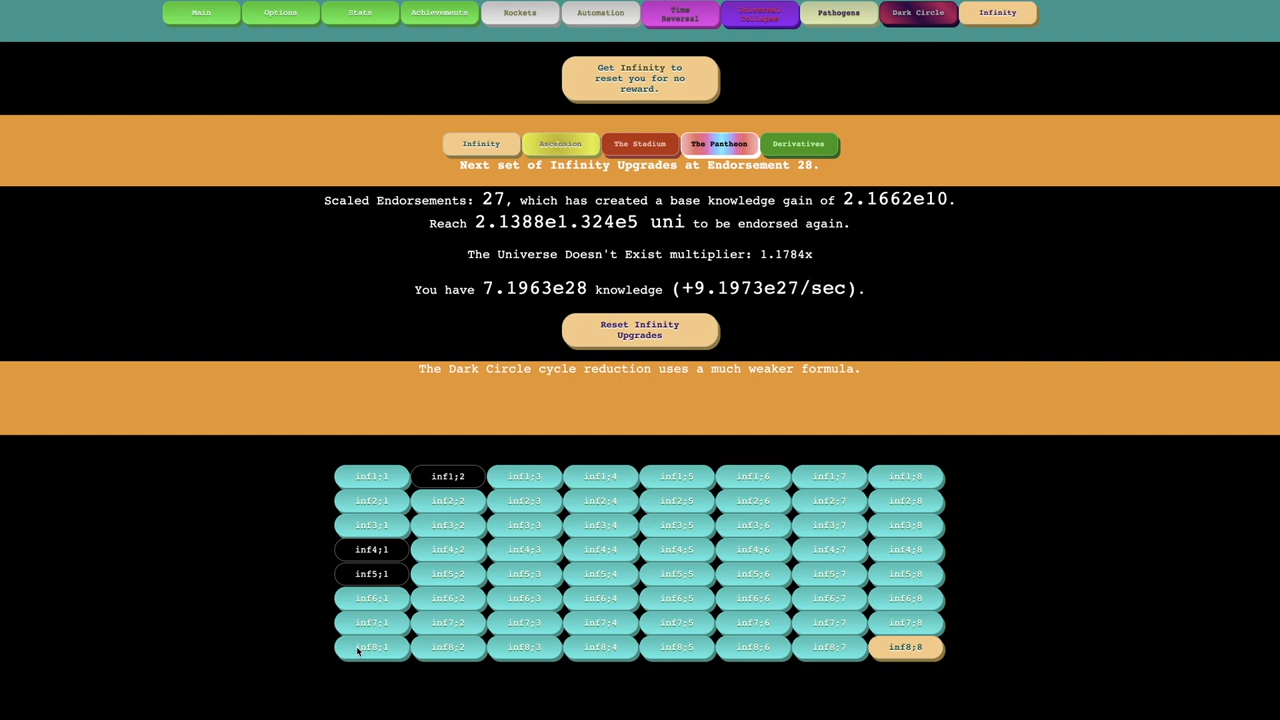 Main Options Stats Achievements Rockets Automation Time Reversal Universal Collapse Pathogens Dark Circle Infinity
Get Infinity to
reset you for no
reward.
Infinity Ascension The Stadium The Pantheon Derivatives
Next set of Infinity Upgrades at Endorsement 28.
Scaled Endorsements: 27, which has created a base knowledge gain of 2.1662e10.
Reach 2.1388e1.324e5 uni to be endorsed again.
The Universe Doesn't Exist multiplier: 1.1784x
You have 7.1963e28 knowledge (+9.1973e27/sec).
Reset Infinity
Upgrades
The Dark Circle cycle reduction uses a much weaker formula.
inf1;1 inf1;2 inf1;3 inf1;4 inf1;5 inf1;6 inf1;7 inf1;8
inf2;1 inf2;2 inf2;3 inf2;4 inf2;5 inf2;6 inf2;7 inf2;8
inf3;1 inf3;2 inf3;3 inf3;4 inf3;5 inf3;6 inf3;7 inf3;8
inf4;1 inf4;2 inf4;3 inf4;4 inf4;5 inf4;6 inf4;7 inf4;8
inf5;1 inf5;2 inf5;3 inf5;4 inf5;5 inf5;6 inf5;7 inf5;8
inf6;1 inf6;2 inf6;3 inf6;4 inf6;5 inf6;6 inf6;7 inf6;8
inf7;1 inf7;2 inf7;3 inf7;4 inf7;5 inf7;6 inf7;7 inf7;8
inf8;1 inf8;2 inf8;3 inf8;4 inf8;5 inf8;6 inf8;7 inf8;8